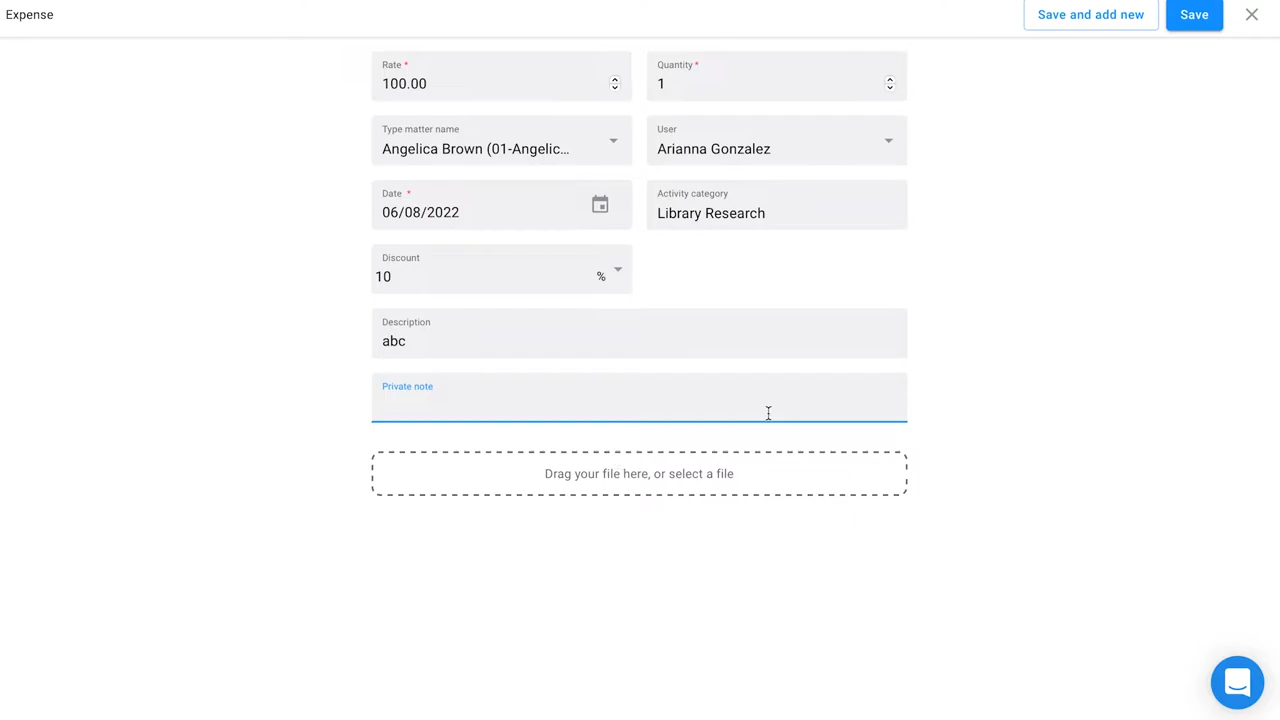 Expense
Save and add new
Save
Rate *
100.00
Quantity *
1
Type matter name
Angelica Brown (01-Angelic...
User
Arianna Gonzalez
Date *
06/08/2022
Activity category
Library Research
Discount
10 %
Description
abc
Private note
Drag your file here, or select a file